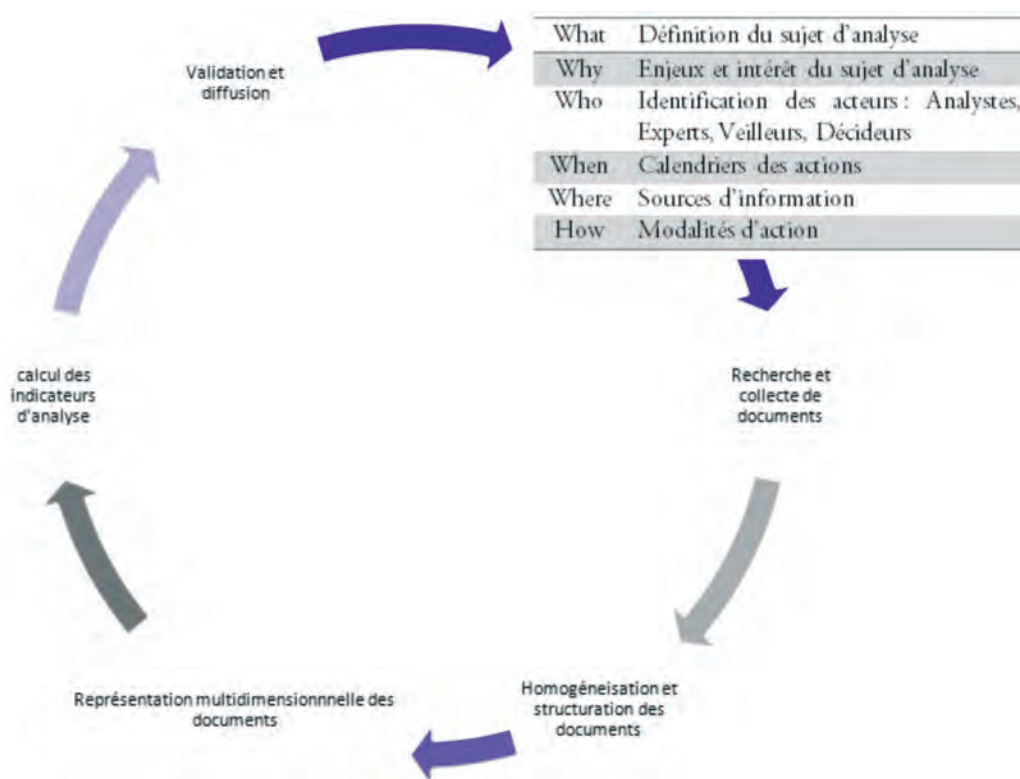 What Définition du sujet d'analyse
Why Enjeux et intérêt du sujet d'analyse
Who Identification des acteurs : Analystes,
Experts, Veilleurs, Décideurs
When Calendriers des actions
Where Sources d'information
How Modalités d'action
Recherche et
collecte de
documents
Homogéneisation et
structuration des
documents
Représentation multidimensionnnelle des
documents
calcul des
indicateurs
d'analyse
Validation et
diffusion